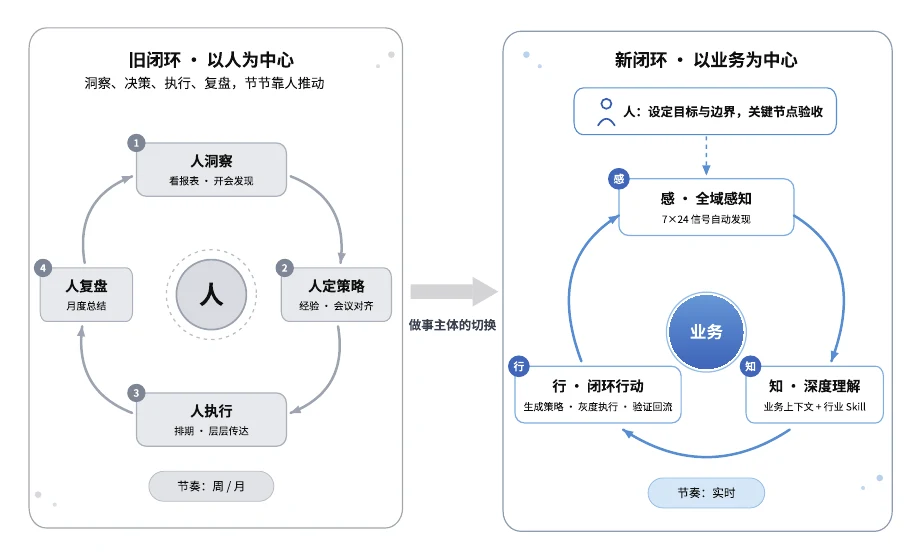 旧闭环 · 以人为中心
洞察、决策、执行、复盘，节节靠人推动
1
人洞察
看报表 · 开会发现
2
人定策略
经验 · 会议对齐
3
人执行
排期 · 层层传达
4
人复盘
月度总结
人
节奏：周 / 月
做事主体的切换
新闭环 · 以业务为中心
人：设定目标与边界，关键节点验收
感
感 · 全域感知
7×24 信号自动发现
知
知 · 深度理解
业务上下文 + 行业 Skill
行
行 · 闭环行动
生成策略 · 灰度执行 · 验证回流
业务
节奏：实时